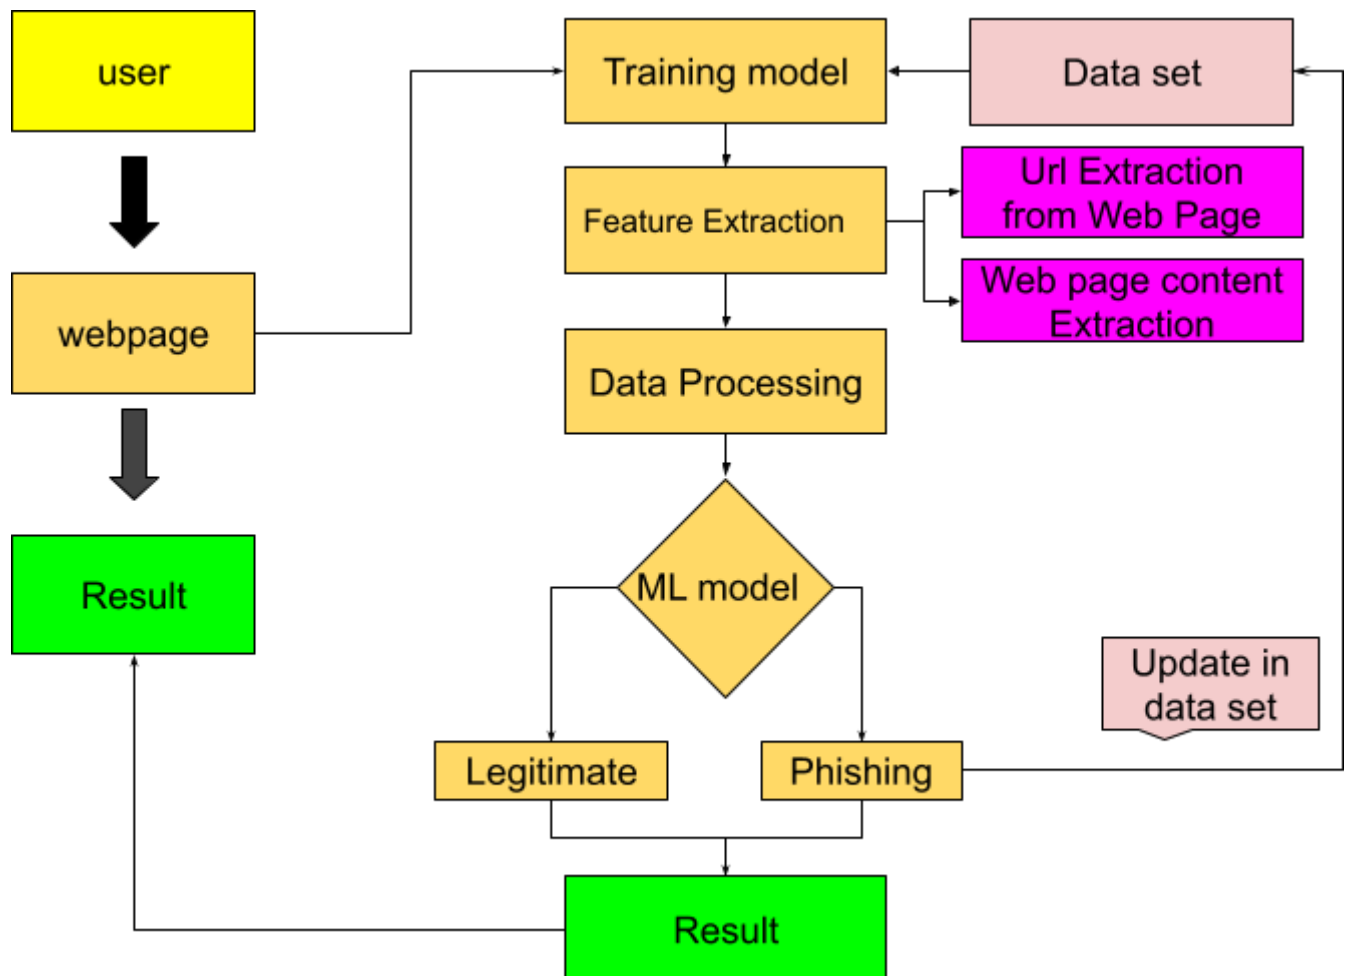 user
Training model
Data set
Url Extraction
from Web Page
Feature Extraction
Web page content
Extraction
webpage
Data Processing
Result
ML model
Update in
data set
Legitimate
Phishing
Result